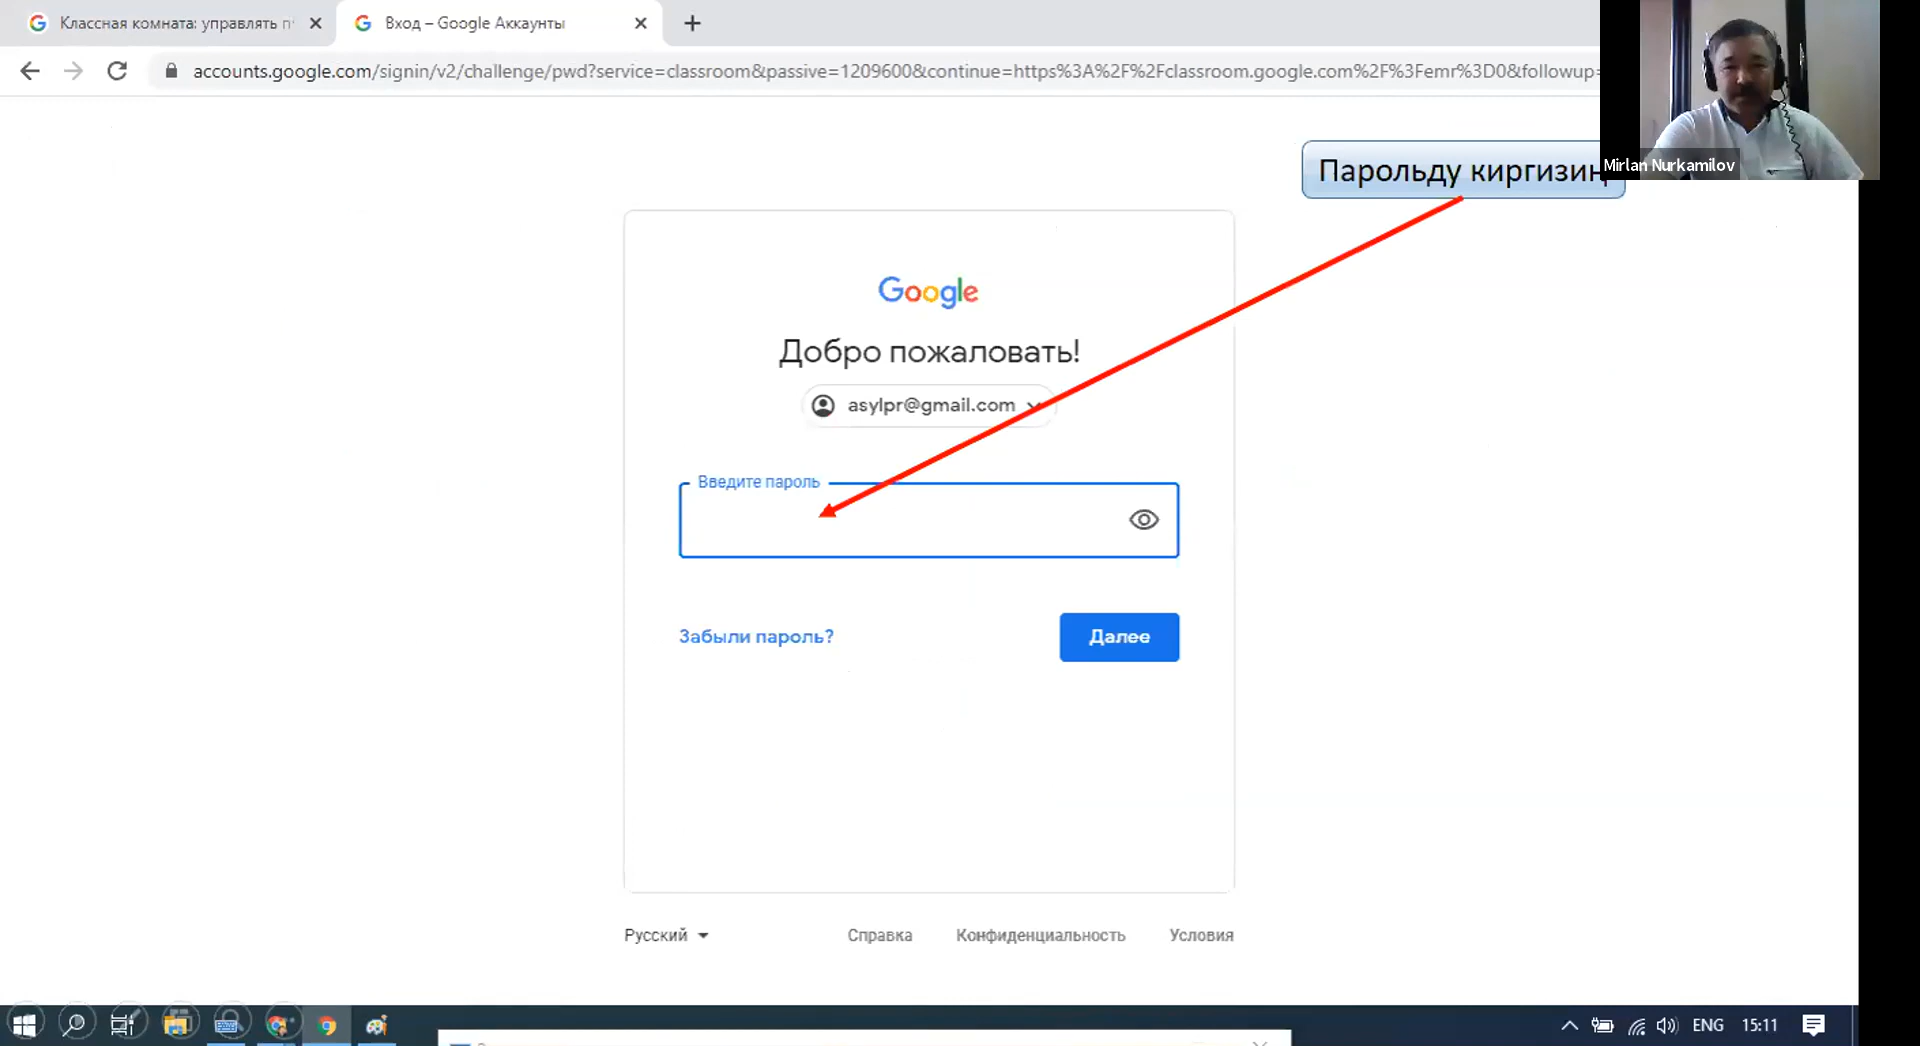 Классная комната: управлять
Вход – Google Аккаунты
accounts.google.com/signin/v2/challenge/pwd?service=classroom&passive=1209600&continue=https%3A%2F%2Fclassroom.google.com%2F%3Femr%3D0&followup=
Парольду киргизиң
Mirlan Nurkamilov
Google
Добро пожаловать!
asylpr@gmail.com
Введите пароль
Забыли пароль?
Далее
Русский
Справка
Конфиденциальность
Условия
ENG
15:11